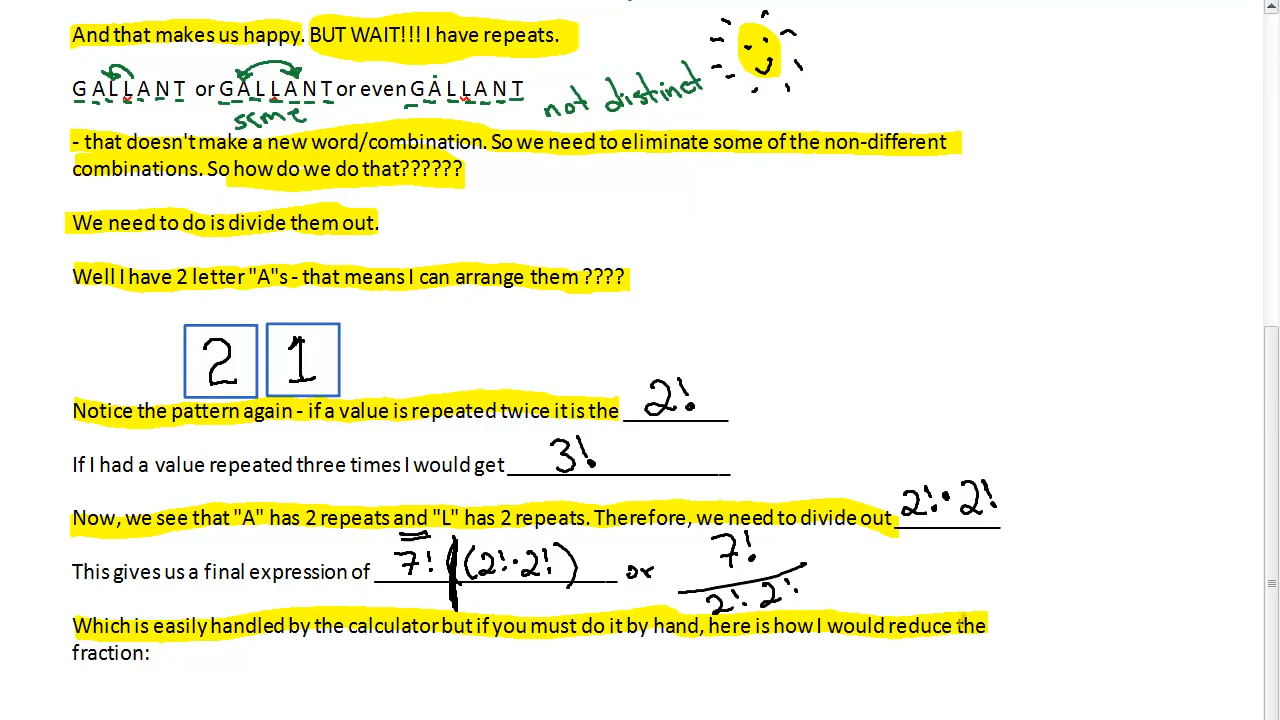 And that makes us happy. BUT WAIT!!! I have repeats.
GALLANT or GALLANT or even GALLANT not distinct
same
- that doesn't make a new word/combination. So we need to eliminate some of the non-different
combinations. So how do we do that??????
We need to do is divide them out.
Well I have 2 letter "A"s - that means I can arrange them ????
2 1
Notice the pattern again - if a value is repeated twice it is the 2!
If I had a value repeated three times I would get 3!
Now, we see that "A" has 2 repeats and "L" has 2 repeats. Therefore, we need to divide out 2! · 2!
7!
This gives us a final expression of 7! / (2! · 2!) or
2! 2!
Which is easily handled by the calculator but if you must do it by hand, here is how I would reduce the
fraction: